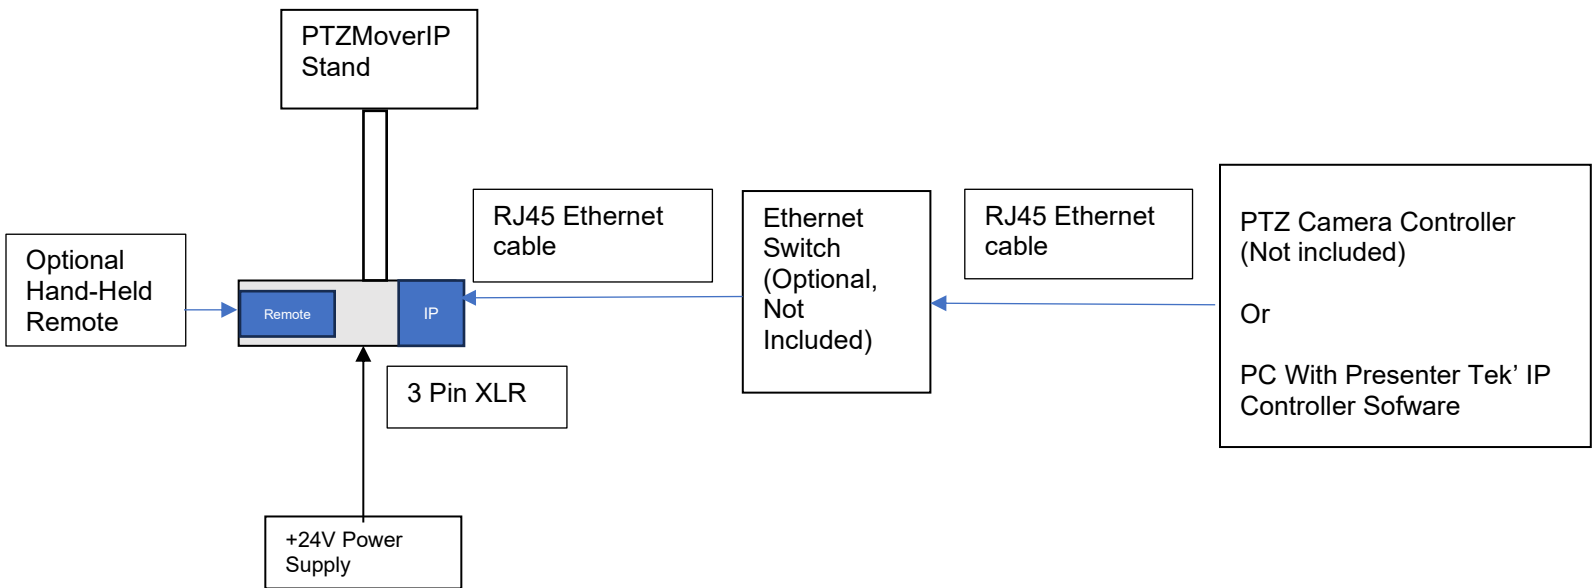 PTZMoverIP
Stand
RJ45 Ethernet
cable
Ethernet
Switch
(Optional,
Not
Included)
RJ45 Ethernet
cable
PTZ Camera Controller
(Not included)
Or
PC With Presenter Tek’ IP
Controller Sofware
Optional
Hand-Held
Remote
Remote
IP
3 Pin XLR
+24V Power
Supply